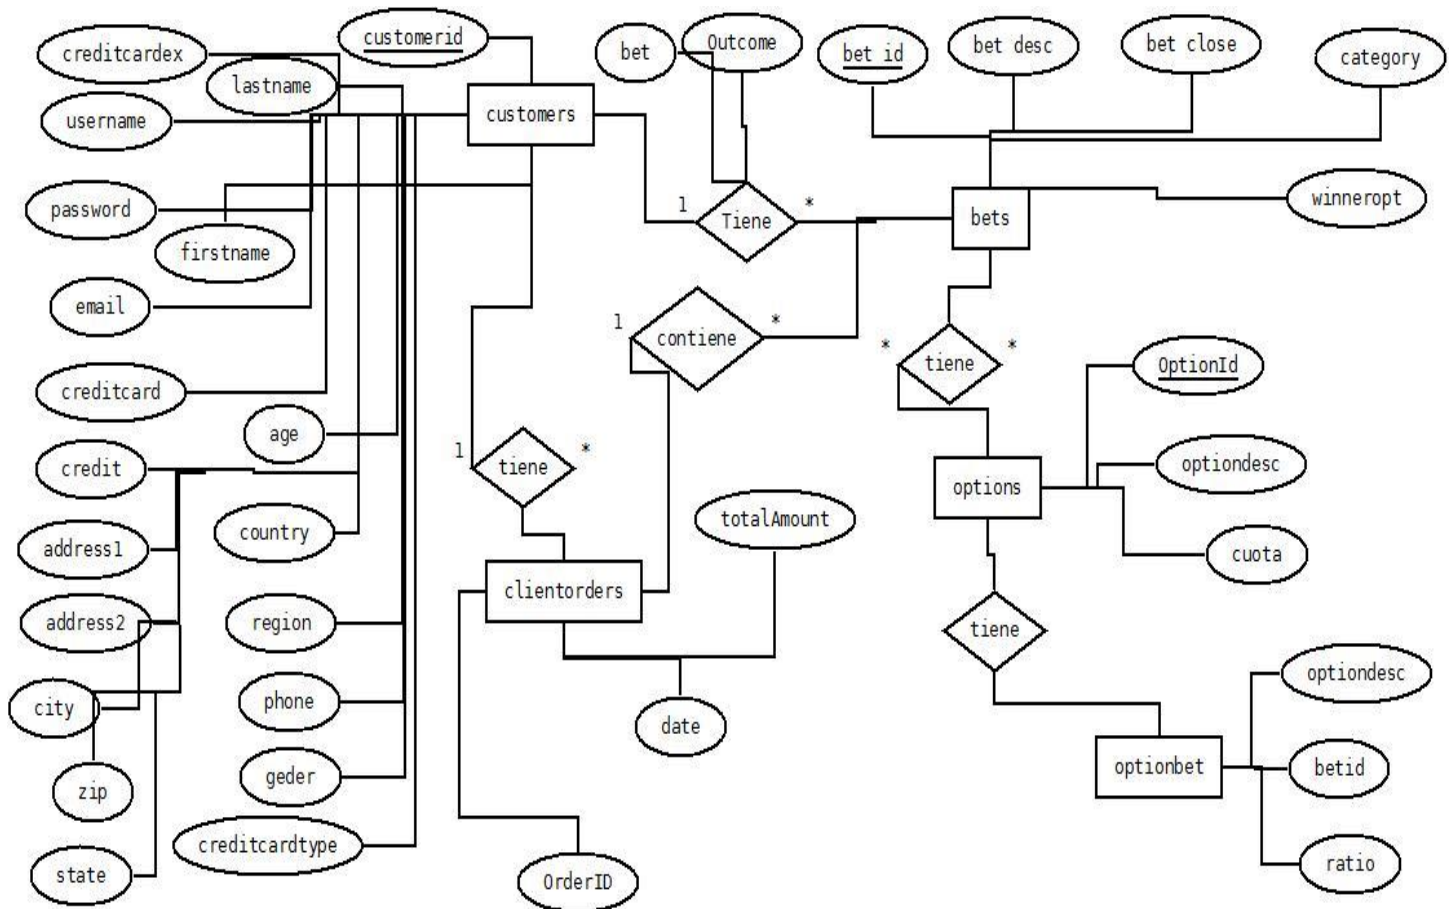 customerid
bet
Outcome
bet id
bet desc
bet close
category
creditcardex
lastname
username
customers
password
firstname
1
Tiene
*
bets
winneropt
email
1
contiene
*
*
tiene
*
OptionId
creditcard
age
1
tiene
*
credit
options
optiondesc
country
totalAmount
address1
cuota
clientorders
address2
region
tiene
city
phone
date
optiondesc
zip
geder
optionbet
betid
creditcardtype
state
OrderID
ratio